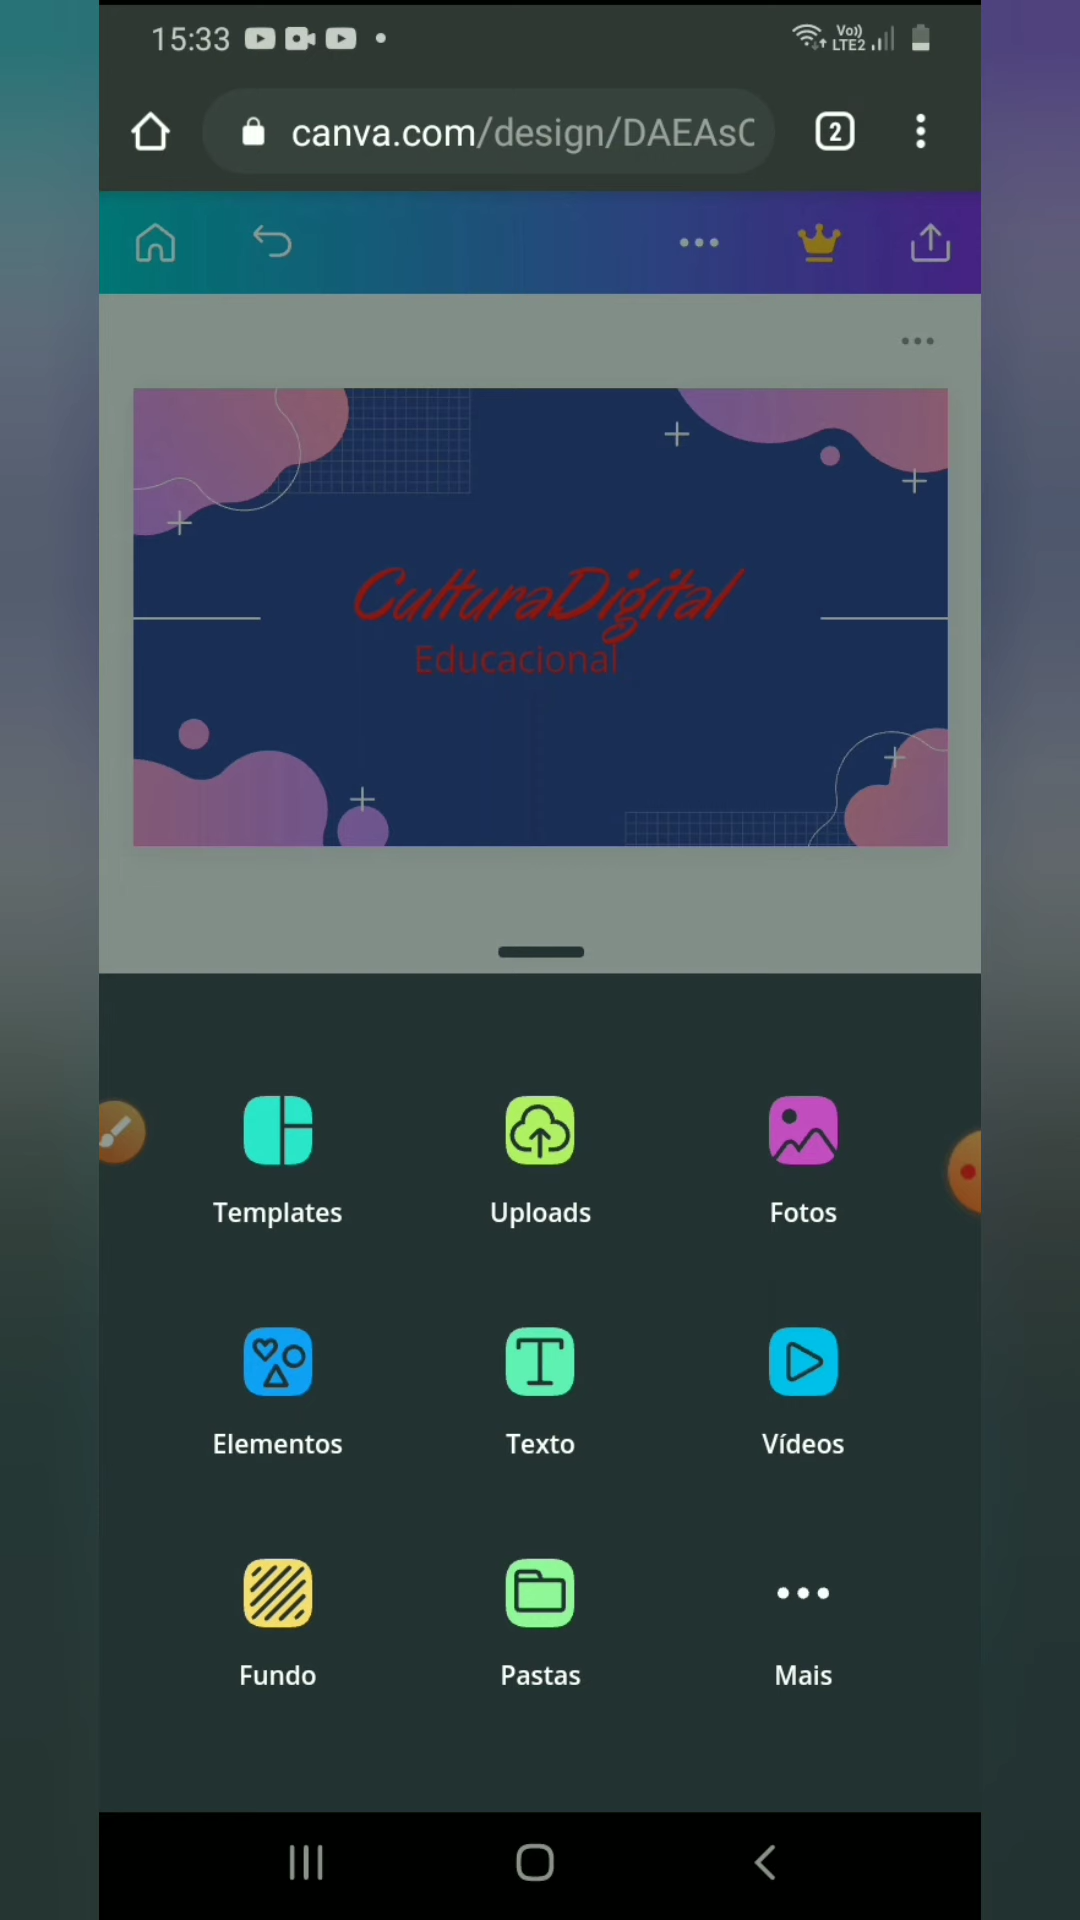 15:33 Vo)) LTE2
canva.com/design/DAEAsC
2
CulturaDigital
Educacional
Templates Uploads Fotos
Elementos Texto Vídeos
Fundo Pastas Mais